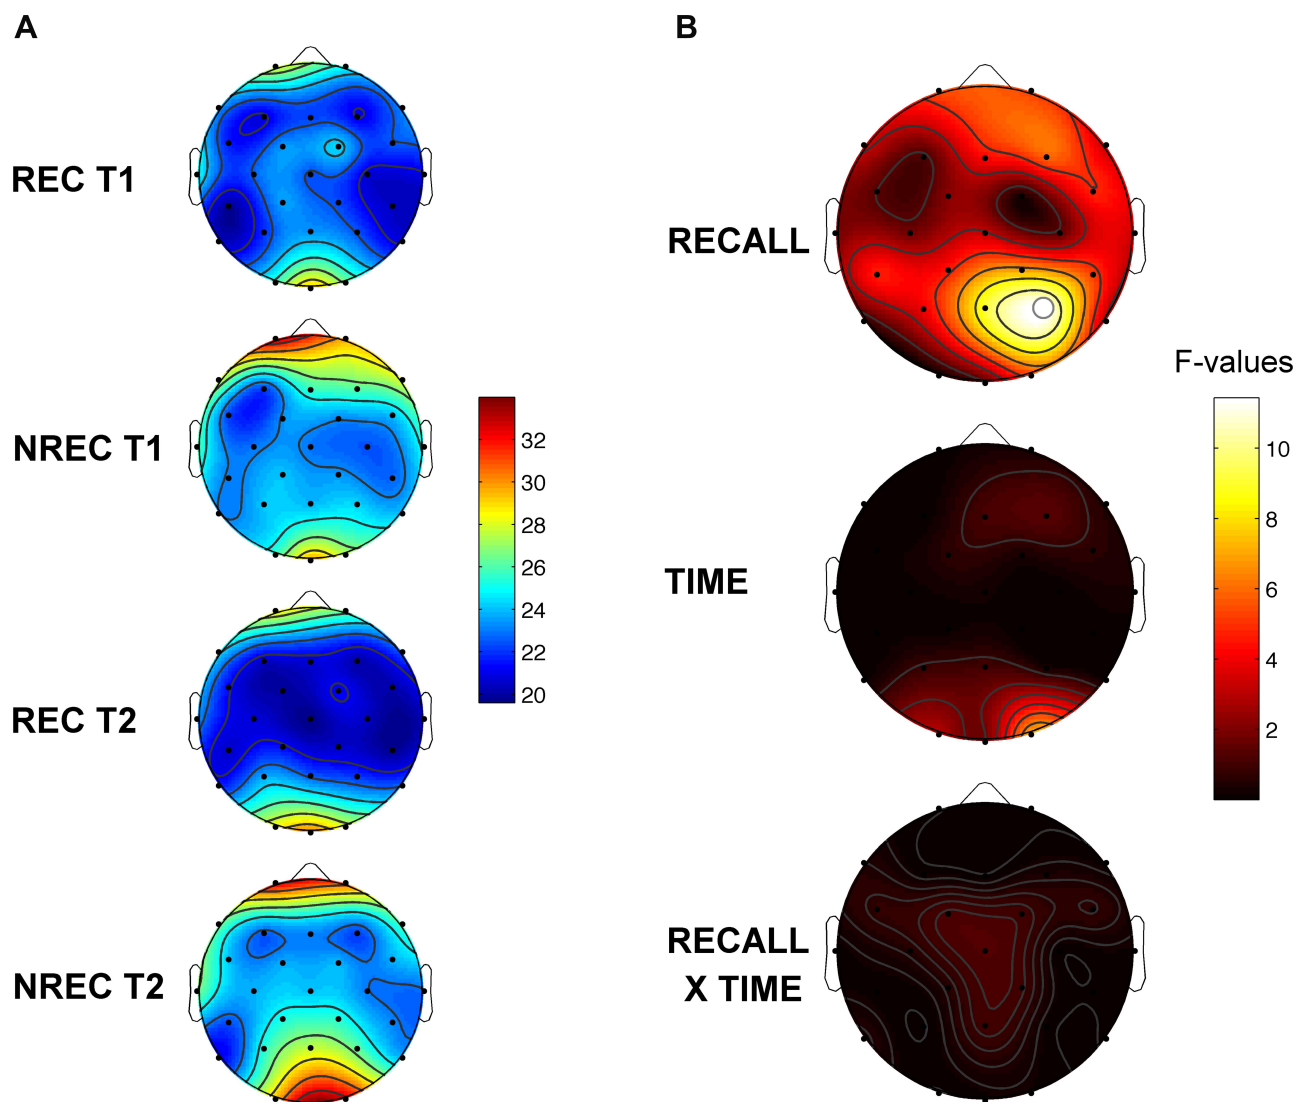 A
REC T1
NREC T1
REC T2
NREC T2
32
30
28
26
24
22
20
B
RECALL
TIME
RECALL
X TIME
F-values
10
8
6
4
2